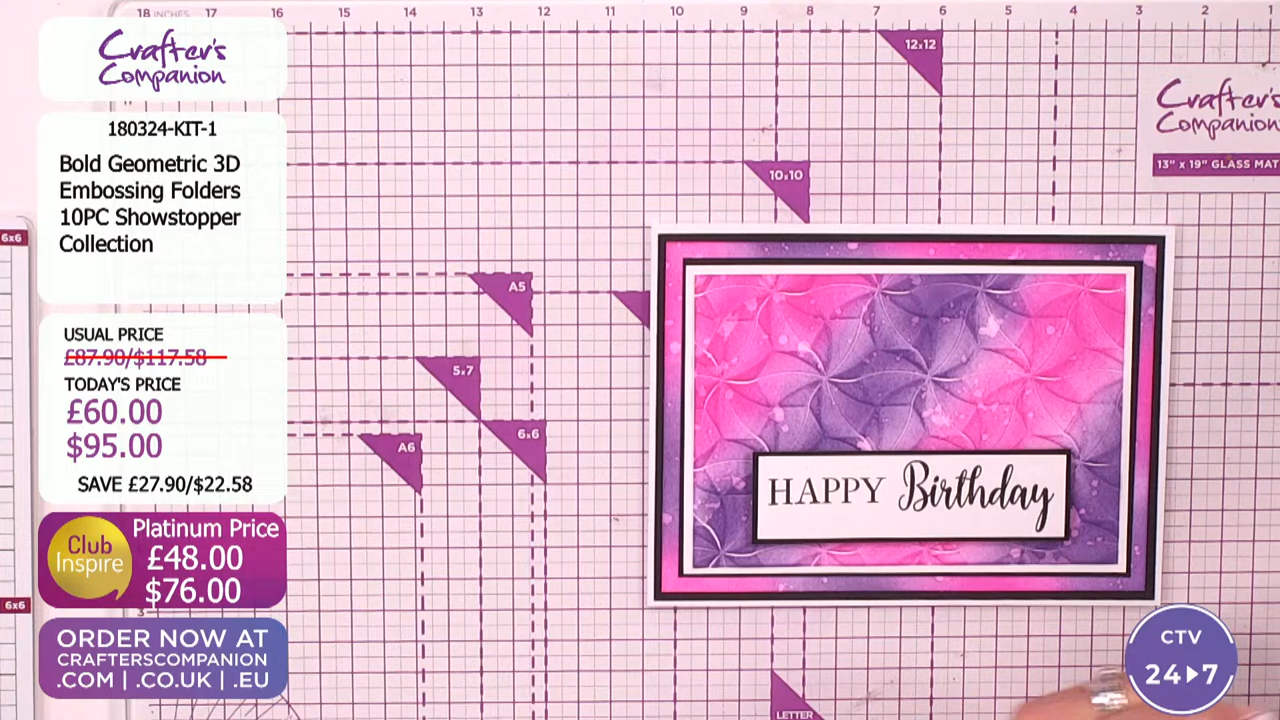 18 INCHES 17 16 15 14 13 12 11 10 9 8 7 6 5 4 3 2 1
Crafter's
Companion
180324-KIT-1
Bold Geometric 3D
Embossing Folders
10PC Showstopper
Collection
USUAL PRICE
£87.90/$117.58
TODAY'S PRICE
£60.00
$95.00
SAVE £27.90/$22.58
Club
Inspire
Platinum Price
£48.00
$76.00
ORDER NOW AT
CRAFTERSCOMPANION
.COM | .CO.UK | .EU
6x6
6x6
12x12
10x10
A5
5x7
6x6
A6
3
LETTER
Crafter's
Companion
13" x 19" GLASS MAT
HAPPY Birthday
CTV
24▶7